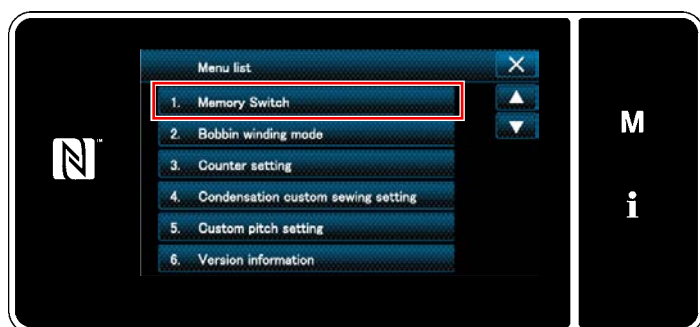 Menu list
1. Memory Switch
2. Bobbin winding mode
3. Counter setting
4. Condensation custom sewing setting
5. Custom pitch setting
6. Version information
N
M
i